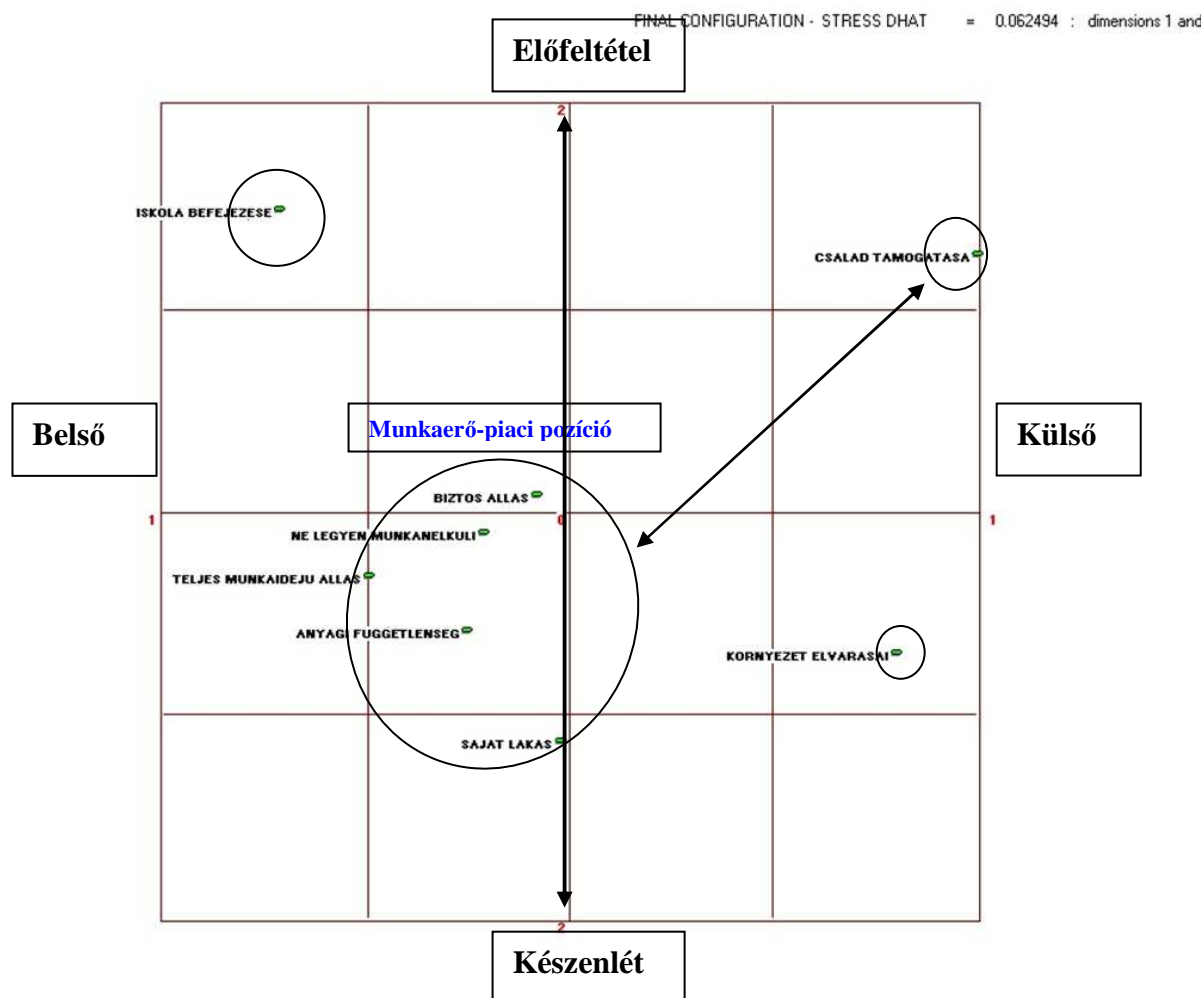 FINAL CONFIGURATION - STRESS DHAT = 0.062494 : dimensions 1 and
Előfeltétel
2
ISKOLA BEFEJEZESE
CSALAD TAMOGATASA
Belső
Munkaerő-piaci pozíció
Külső
BIZTOS ALLAS
1
0
1
NE LEGYEN MUNKANELKULI
TELJES MUNKAIDEJU ALLAS
ANYAGI FUGGETLENSEG
KORNYEZET ELVARASAI
SAJAT LAKAS
2
Készenlét